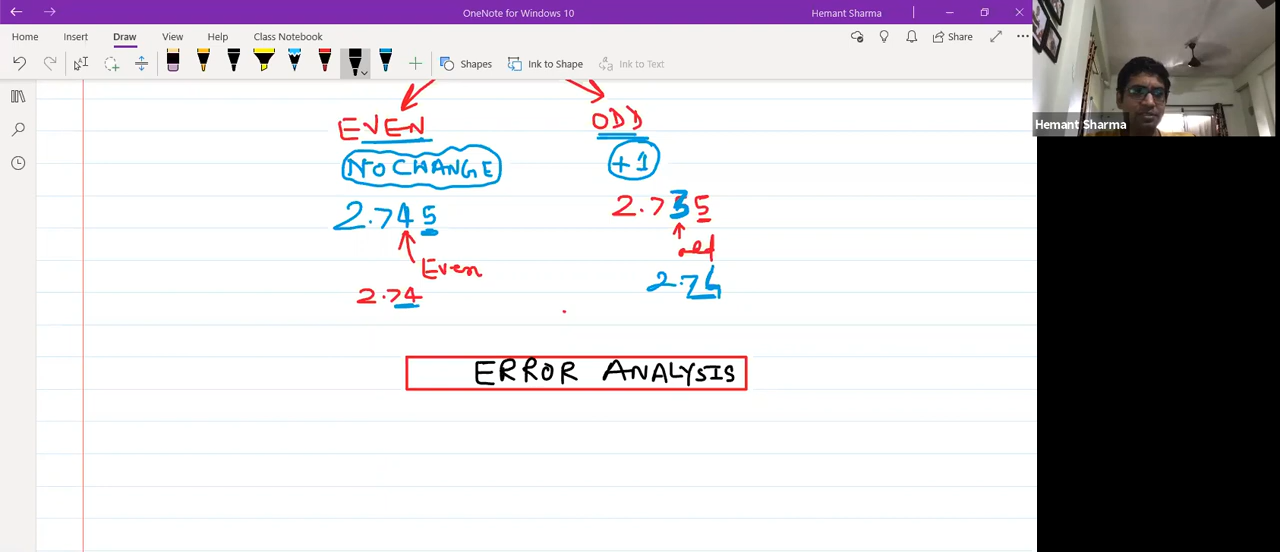 OneNote for Windows 10
Hemant Sharma
Home Insert Draw View Help Class Notebook
Share
Shapes
Ink to Shape
Ink to Text
Hemant Sharma
EVEN ODD
NO CHANGE +1
2.745 2.735
Even odd
2.74 2.74
ERROR ANALYSIS